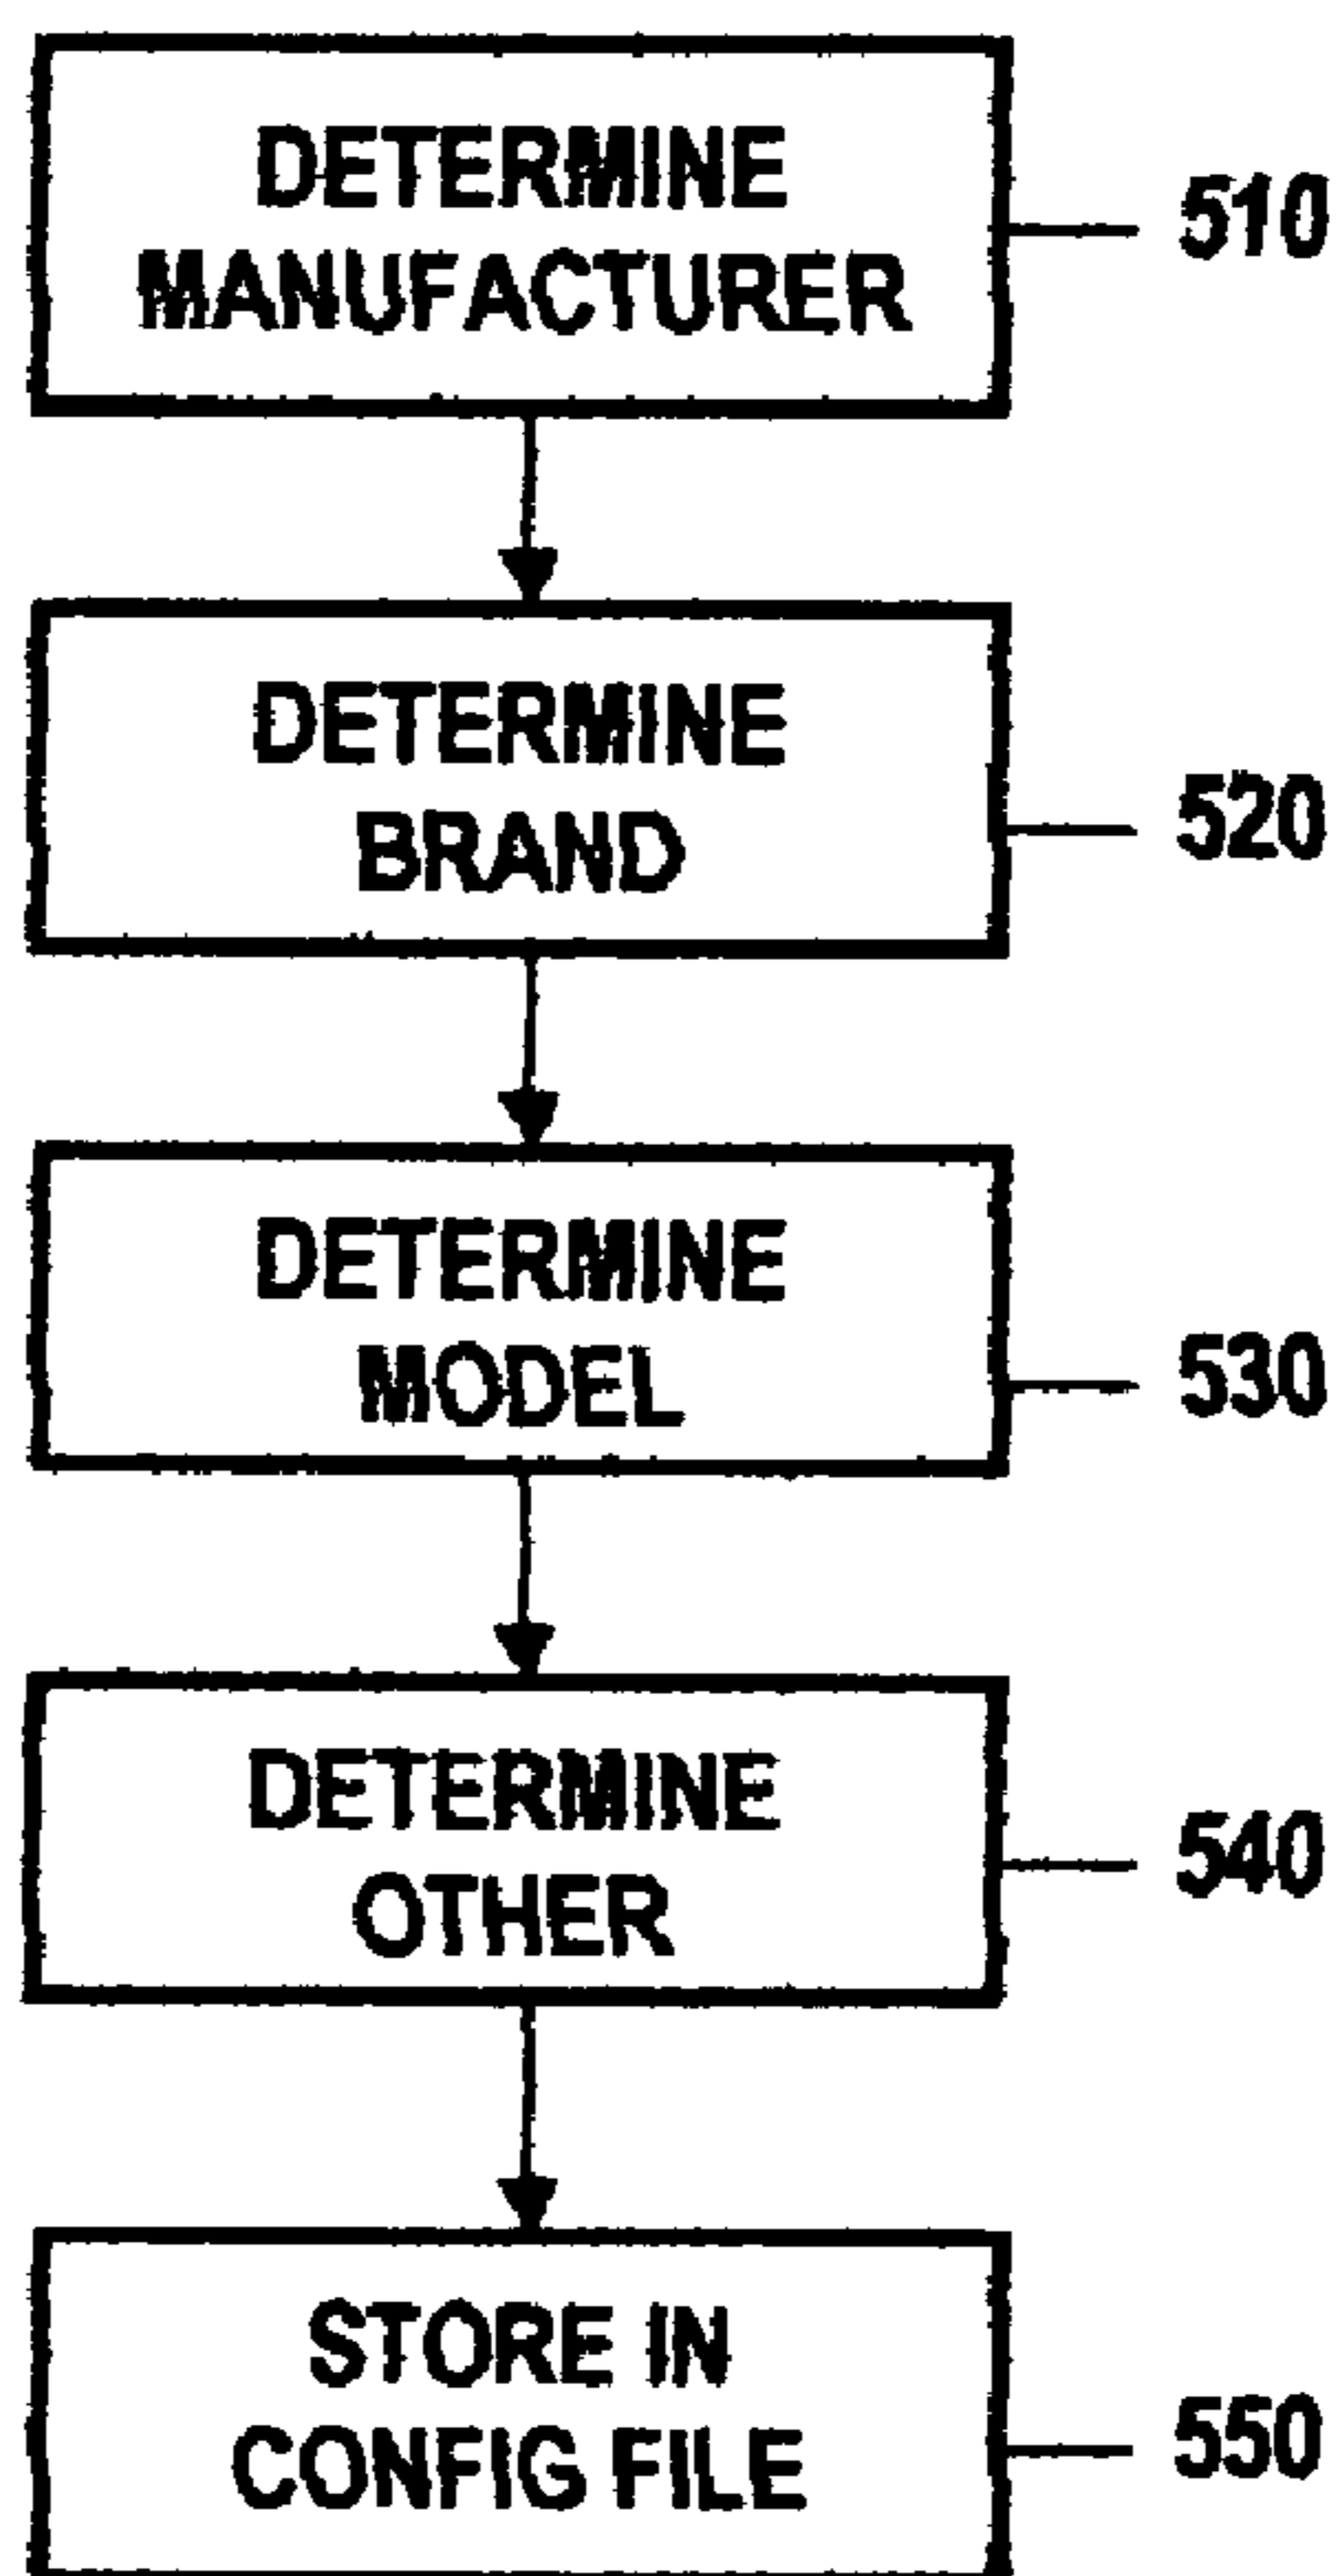 DETERMINE
MANUFACTURER
510
DETERMINE
BRAND
520
DETERMINE
MODEL
530
DETERMINE
OTHER
540
STORE IN
CONFIG FILE
550